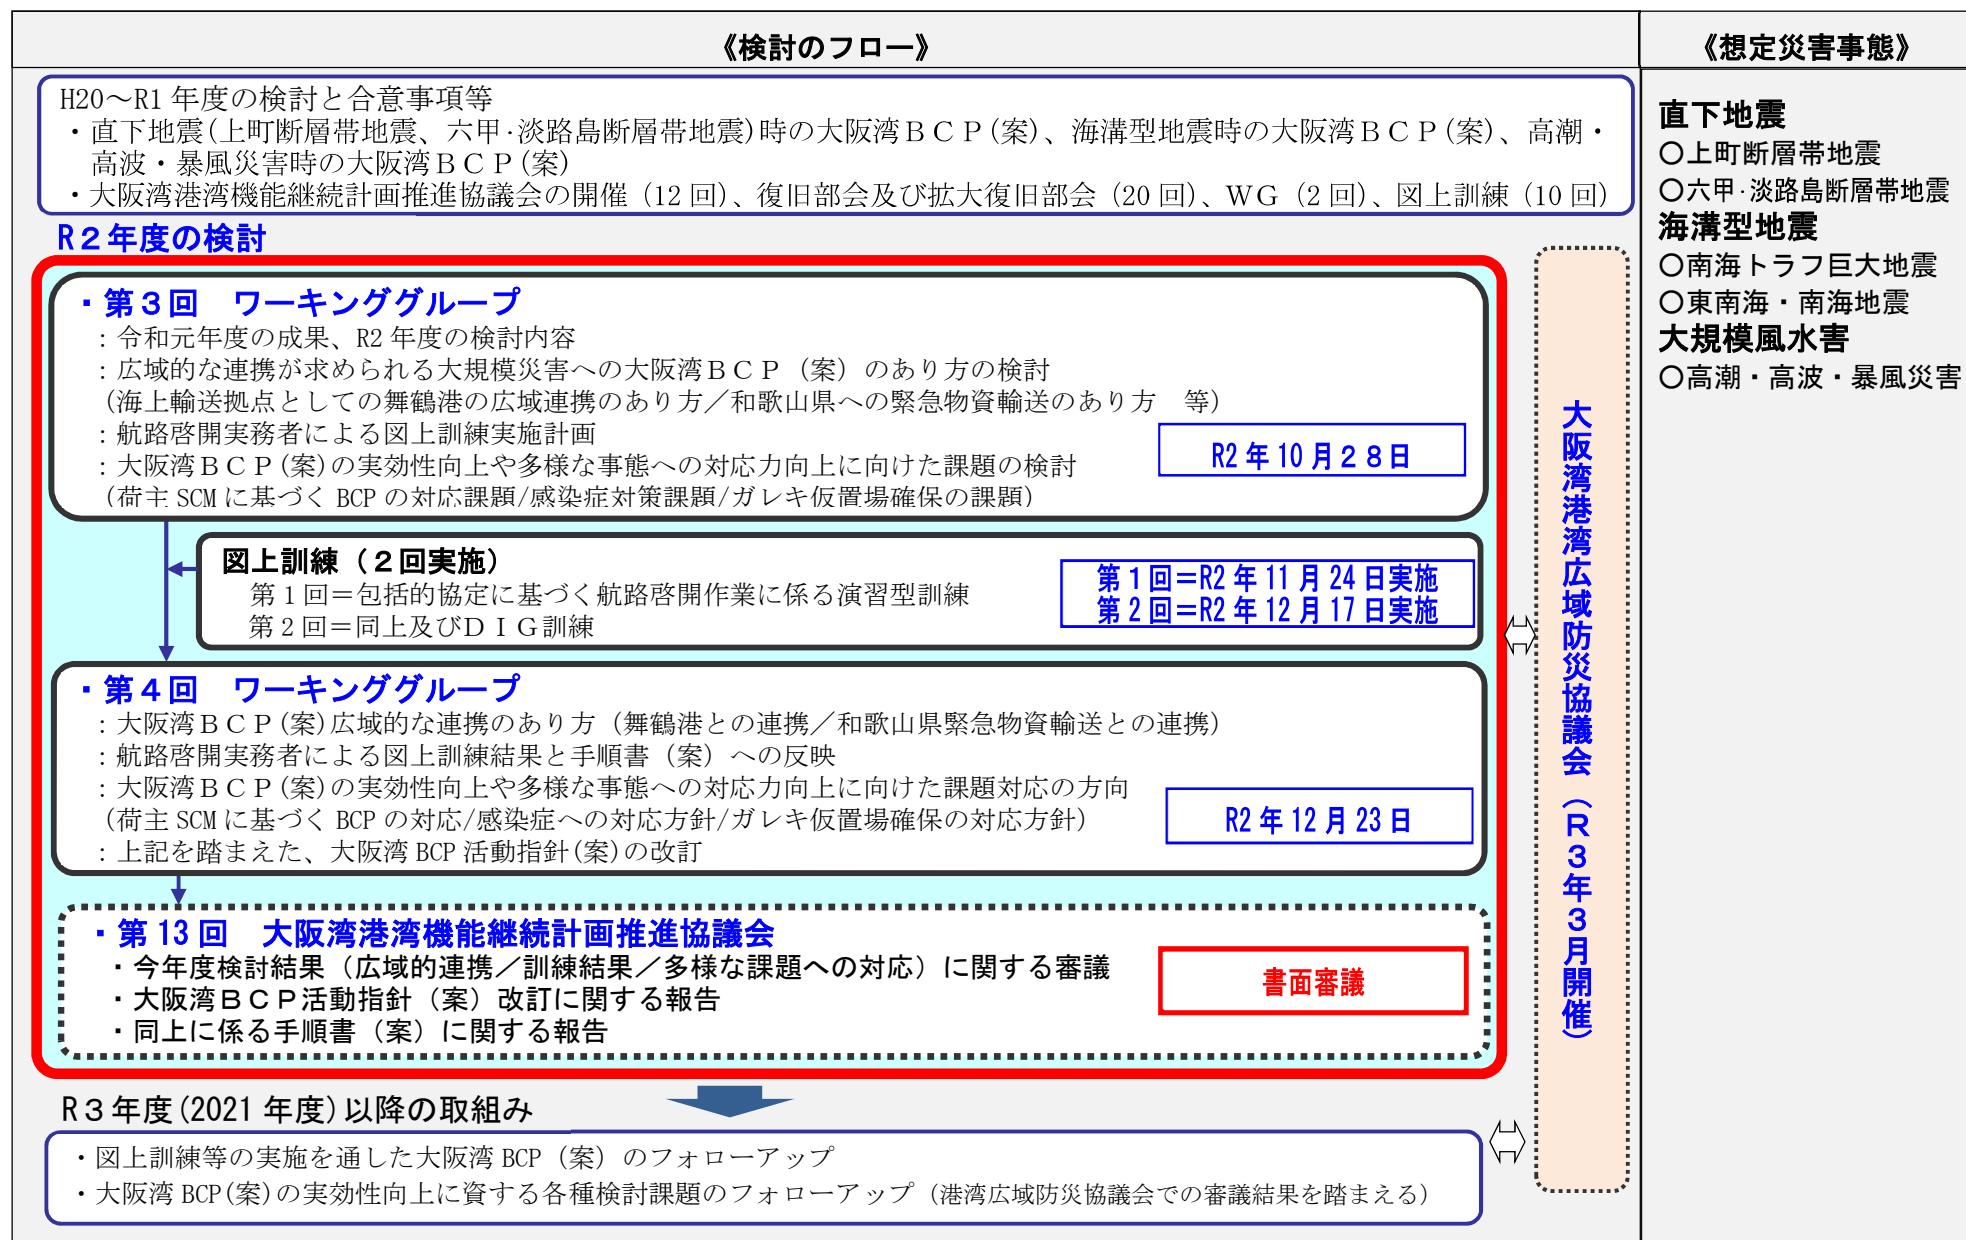 《検討のフロー》
《想定災害事態》
H20～R1 年度の検討と合意事項等
・直下地震(上町断層帯地震、六甲·淡路島断層帯地震)時の大阪湾ＢＣＰ(案)、海溝型地震時の大阪湾ＢＣＰ(案)、高潮・
高波・暴風災害時の大阪湾ＢＣＰ(案)
・大阪湾港湾機能継続計画推進協議会の開催（12 回）、復旧部会及び拡大復旧部会（20 回）、ＷＧ（2 回）、図上訓練（10 回）
R２年度の検討
・第３回　ワーキンググループ
：令和元年度の成果、R2 年度の検討内容
：広域的な連携が求められる大規模災害への大阪湾ＢＣＰ（案）のあり方の検討
（海上輸送拠点としての舞鶴港の広域連携のあり方／和歌山県への緊急物資輸送のあり方　等）
：航路啓開実務者による図上訓練実施計画
：大阪湾ＢＣＰ(案)の実効性向上や多様な事態への対応力向上に向けた課題の検討
（荷主 SCM に基づく BCP の対応課題/感染症対策課題/ガレキ仮置場確保の課題）
R2 年 10 月２８日
図上訓練（２回実施）
第１回＝包括的協定に基づく航路啓開作業に係る演習型訓練
第２回＝同上及びＤＩＧ訓練
第１回＝R2 年 11 月 24 日実施
第２回＝R2 年 12 月 17 日実施
・第４回　ワーキンググループ
：大阪湾ＢＣＰ(案)広域的な連携のあり方（舞鶴港との連携／和歌山県緊急物資輸送との連携）
：航路啓開実務者による図上訓練結果と手順書（案）への反映
：大阪湾ＢＣＰ(案)の実効性向上や多様な事態への対応力向上に向けた課題対応の方向
（荷主 SCM に基づく BCP の対応/感染症への対応方針/ガレキ仮置場確保の対応方針）
：上記を踏まえた、大阪湾 BCP 活動指針(案)の改訂
R2 年 12 月 23 日
・第 13 回　大阪湾港湾機能継続計画推進協議会
・今年度検討結果（広域的連携／訓練結果／多様な課題への対応）に関する審議
・大阪湾ＢＣＰ活動指針（案）改訂に関する報告
・同上に係る手順書（案）に関する報告
書面審議
R３年度(2021 年度)以降の取組み
・図上訓練等の実施を通した大阪湾 BCP（案）のフォローアップ
・大阪湾 BCP(案)の実効性向上に資する各種検討課題のフォローアップ（港湾広域防災協議会での審議結果を踏まえる）
大阪湾港湾広域防災協議会（Ｒ３年３月開催）
直下地震
〇上町断層帯地震
〇六甲·淡路島断層帯地震
海溝型地震
〇南海トラフ巨大地震
〇東南海・南海地震
大規模風水害
〇高潮・高波・暴風災害